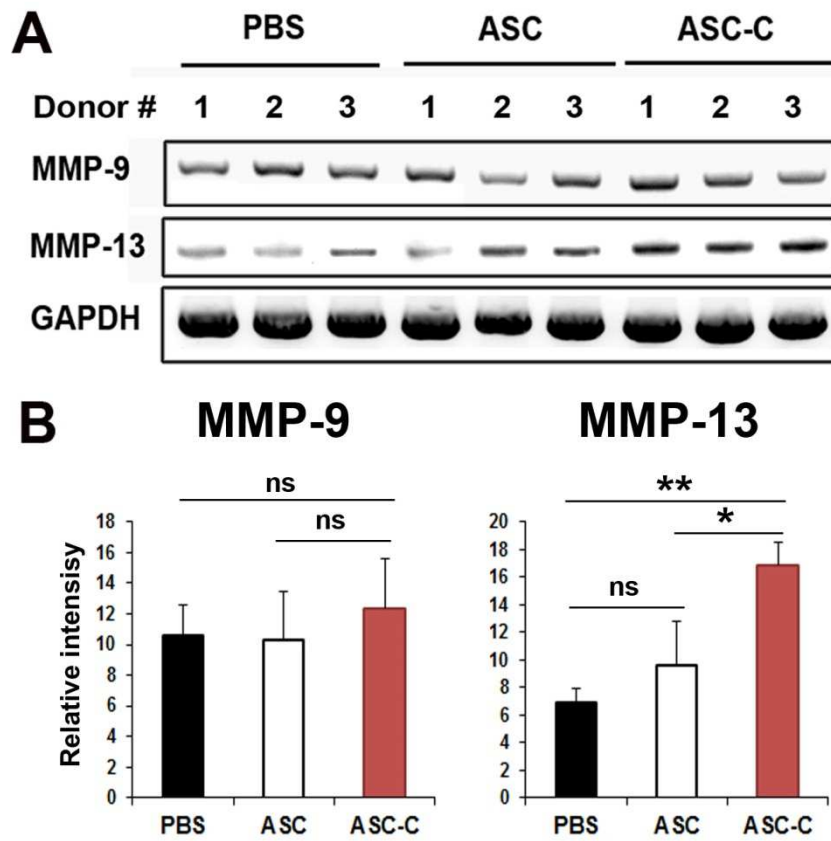 A
PBS ASC ASC-C
Donor # 1 2 3 1 2 3 1 2 3
MMP-9
MMP-13
GAPDH
B
MMP-9 MMP-13
ns **
ns *
ns
Relative intensisy
18 20
16 18
14 16
12 14
10 12
8 10
6 8
4 6
2 4
0 2
0
PBS ASC ASC-C PBS ASC ASC-C